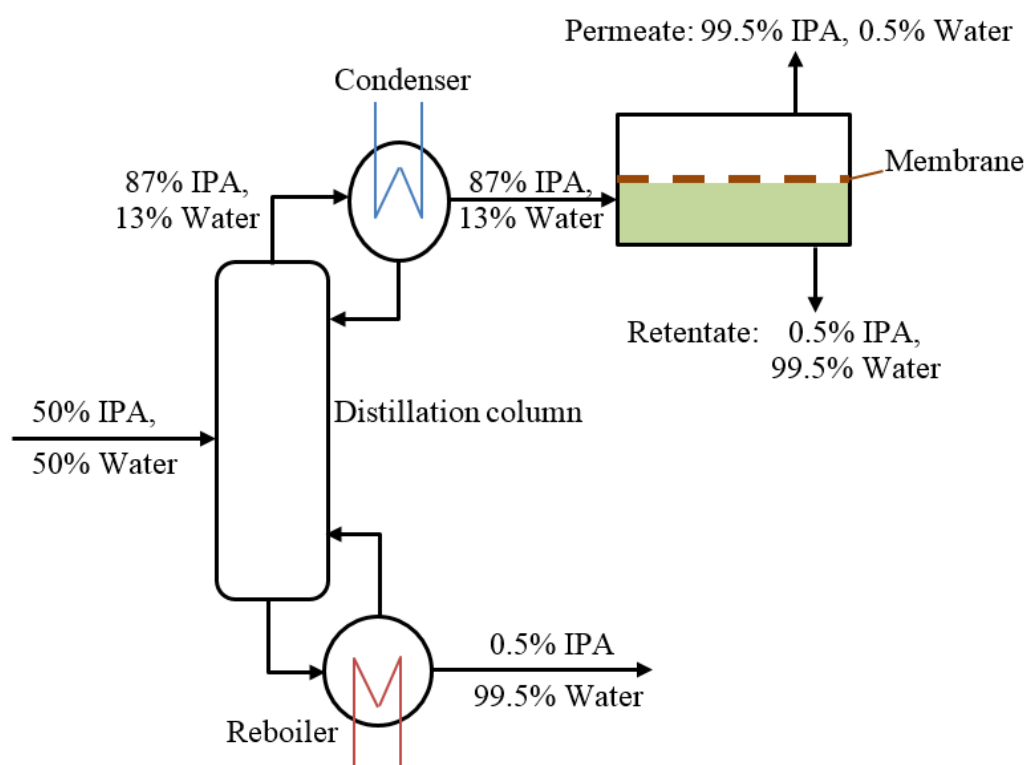 Permeate: 99.5% IPA, 0.5% Water
Condenser
Membrane
87% IPA,
13% Water
87% IPA,
13% Water
Retentate: 0.5% IPA,
99.5% Water
50% IPA,
50% Water
Distillation column
0.5% IPA
99.5% Water
Reboiler